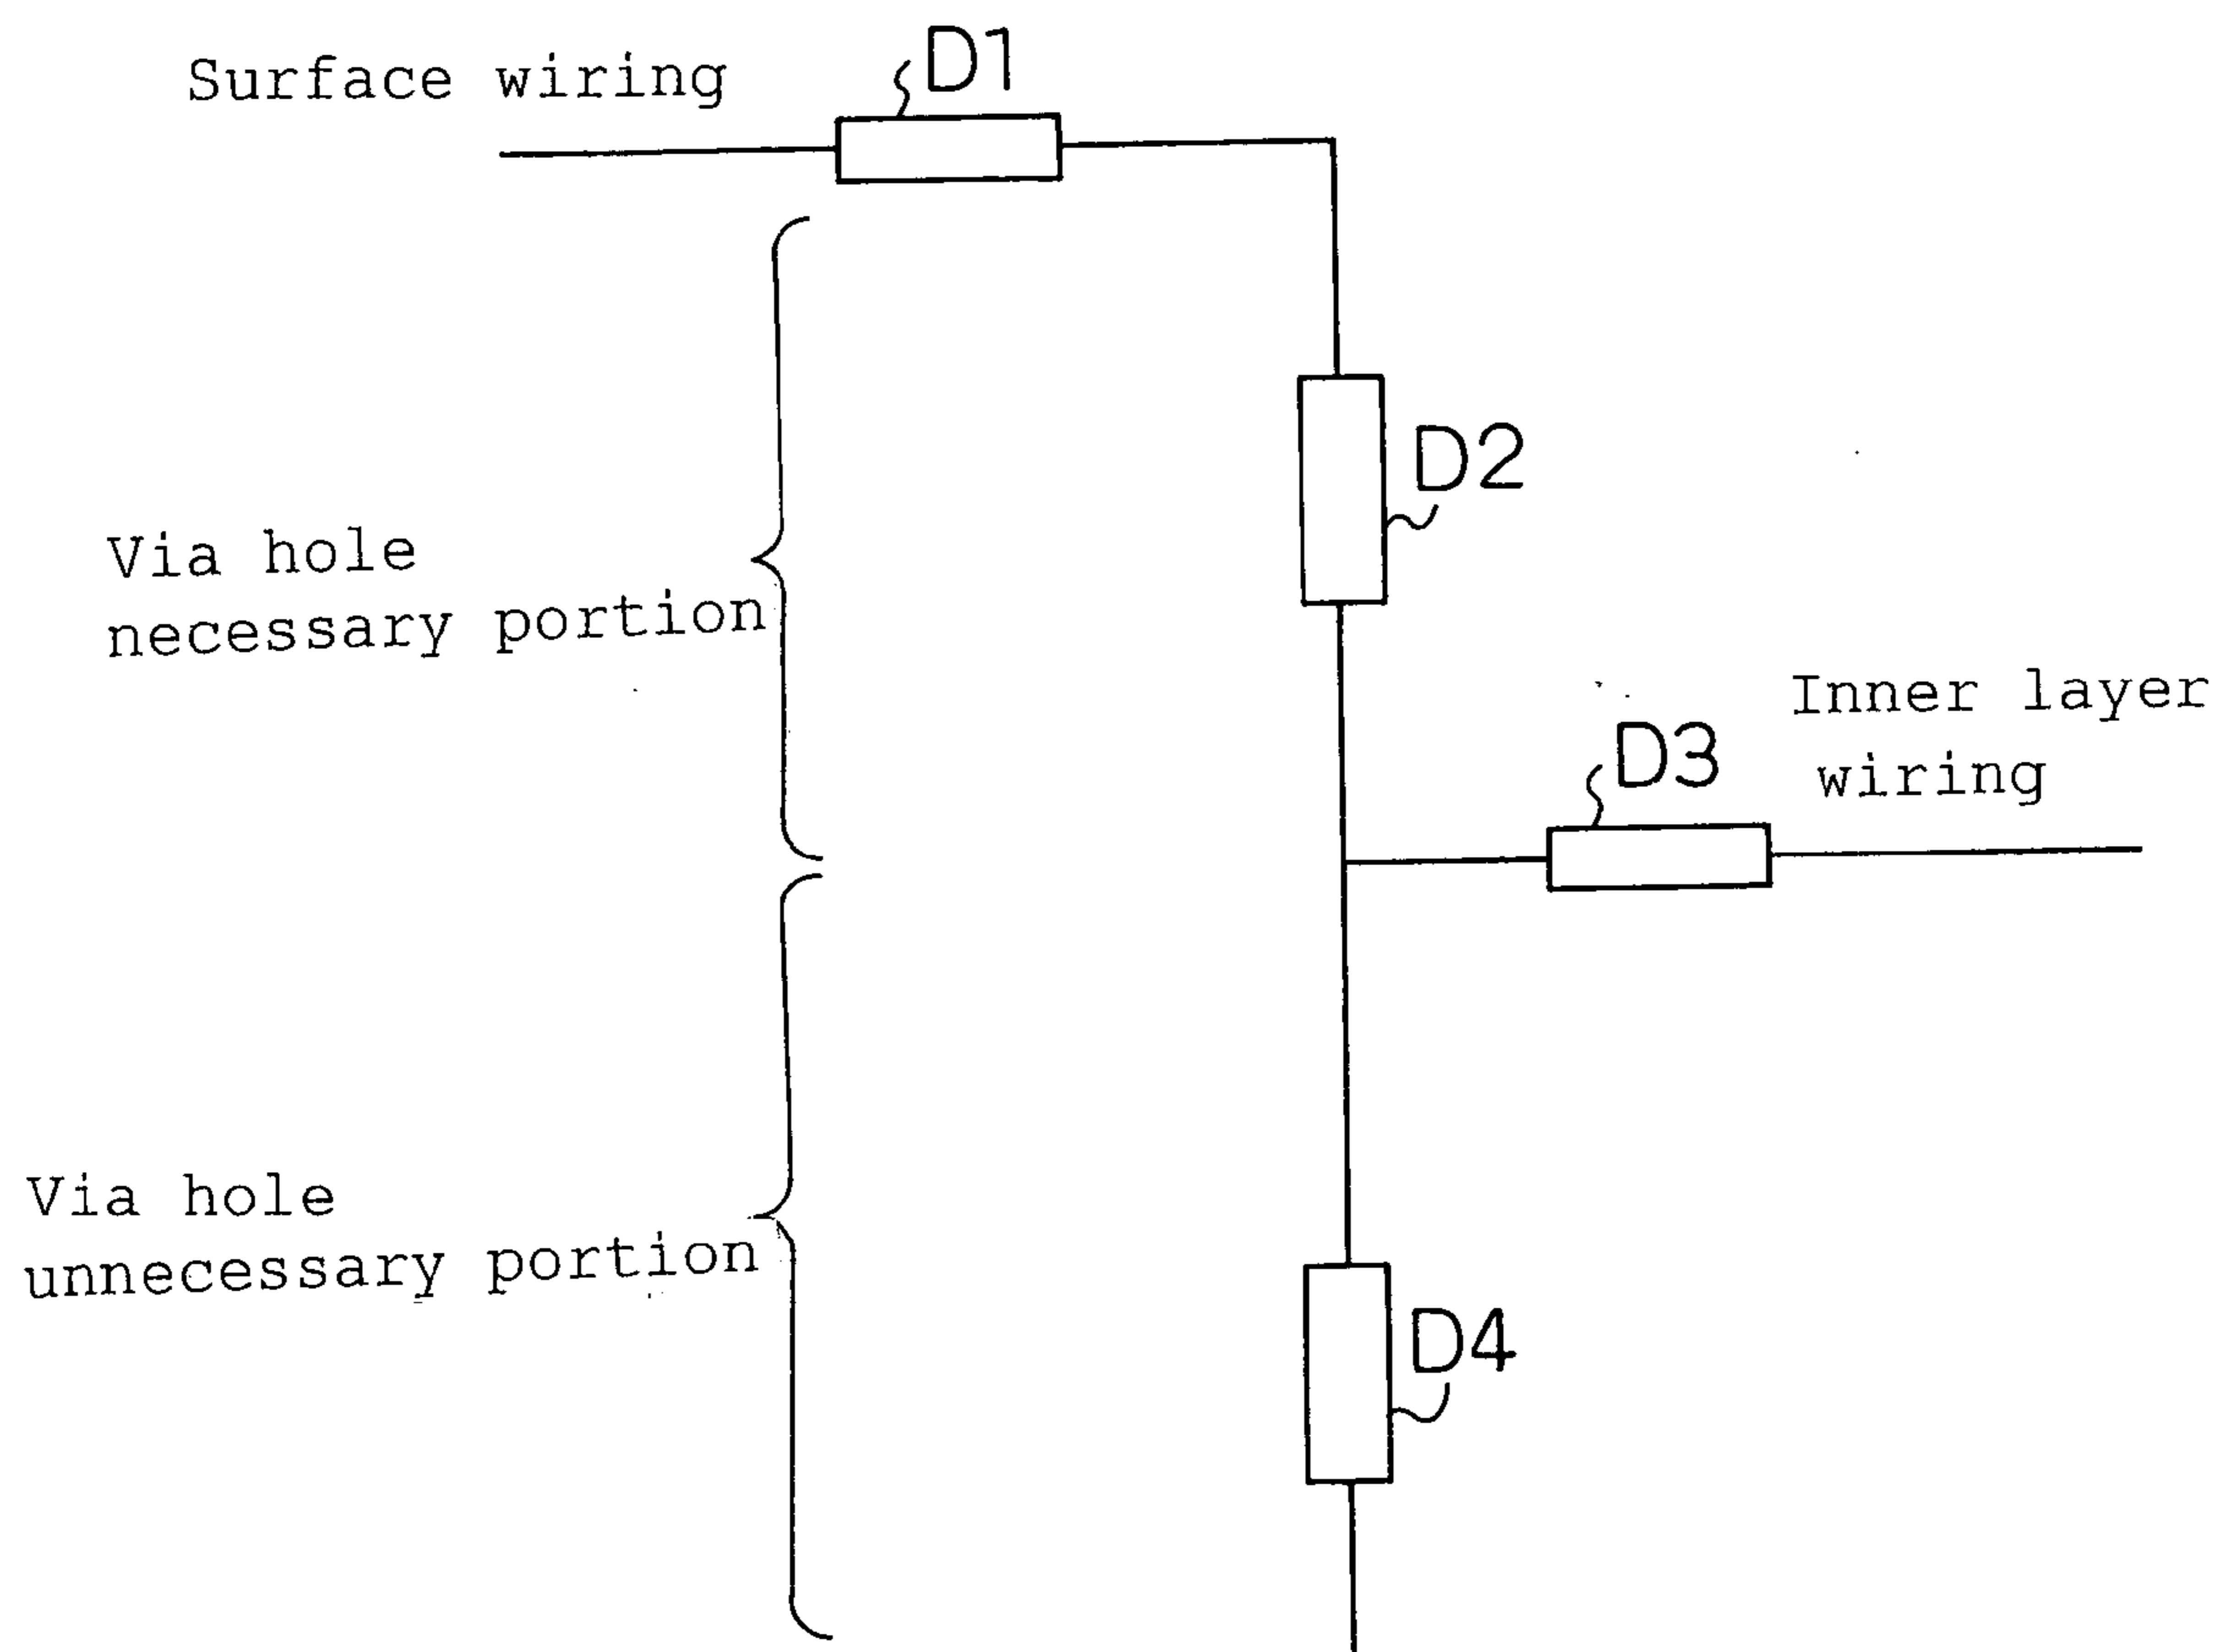 D1
Surface wiring
D2
Via hole
necessary portion
Inner layer
D3
wiring
Via hole
unnecessary portion
D4